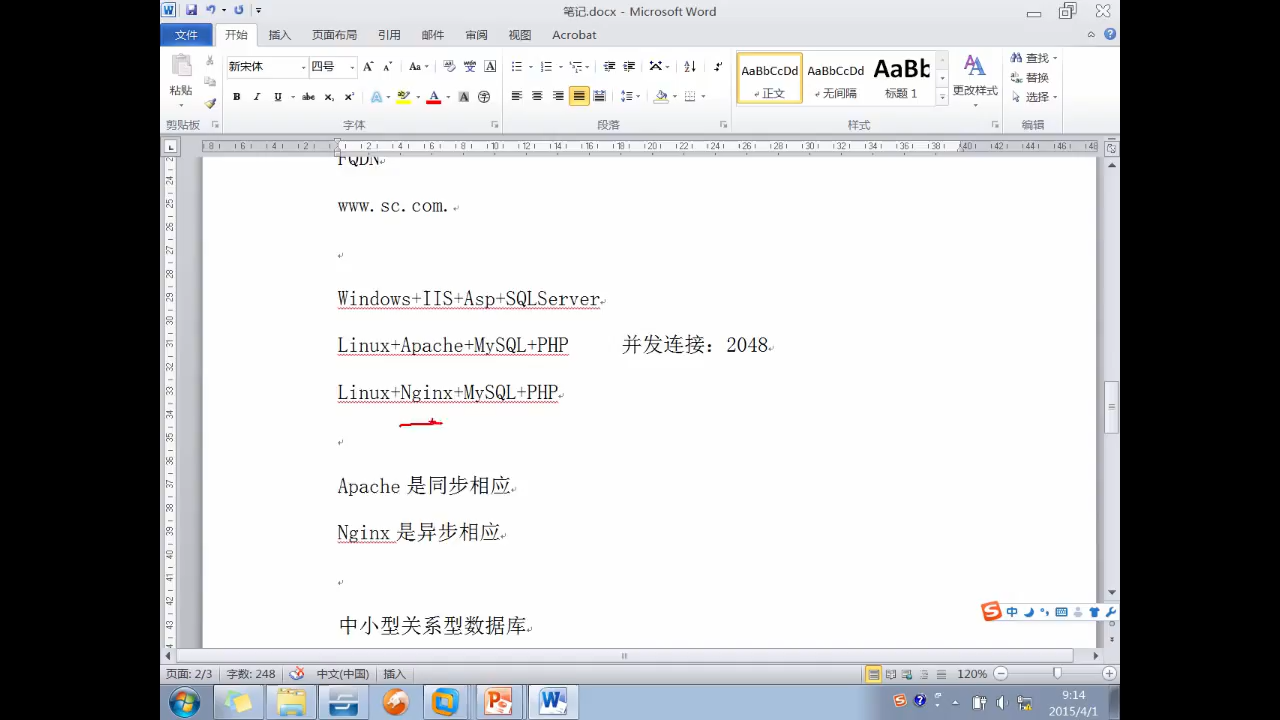 笔记.docx - Microsoft Word
文件 开始 插入 页面布局 引用 邮件 审阅 视图 Acrobat
新宋体 四号
粘贴
AaBbCcDd AaBbCcDd AaBb
正文 无间隔 标题 1
更改样式
查找
替换
选择
剪贴板 字体 段落 样式 编辑
FQDN
www.sc.com.
Windows+IIS+Asp+SQLServer
Linux+Apache+MySQL+PHP 并发连接：2048
Linux+Nginx+MySQL+PHP
Apache 是同步相应
Nginx 是异步相应
中小型关系型数据库
中
页面: 2/3 字数: 248 中文(中国) 插入 120%
9:14
2015/4/1